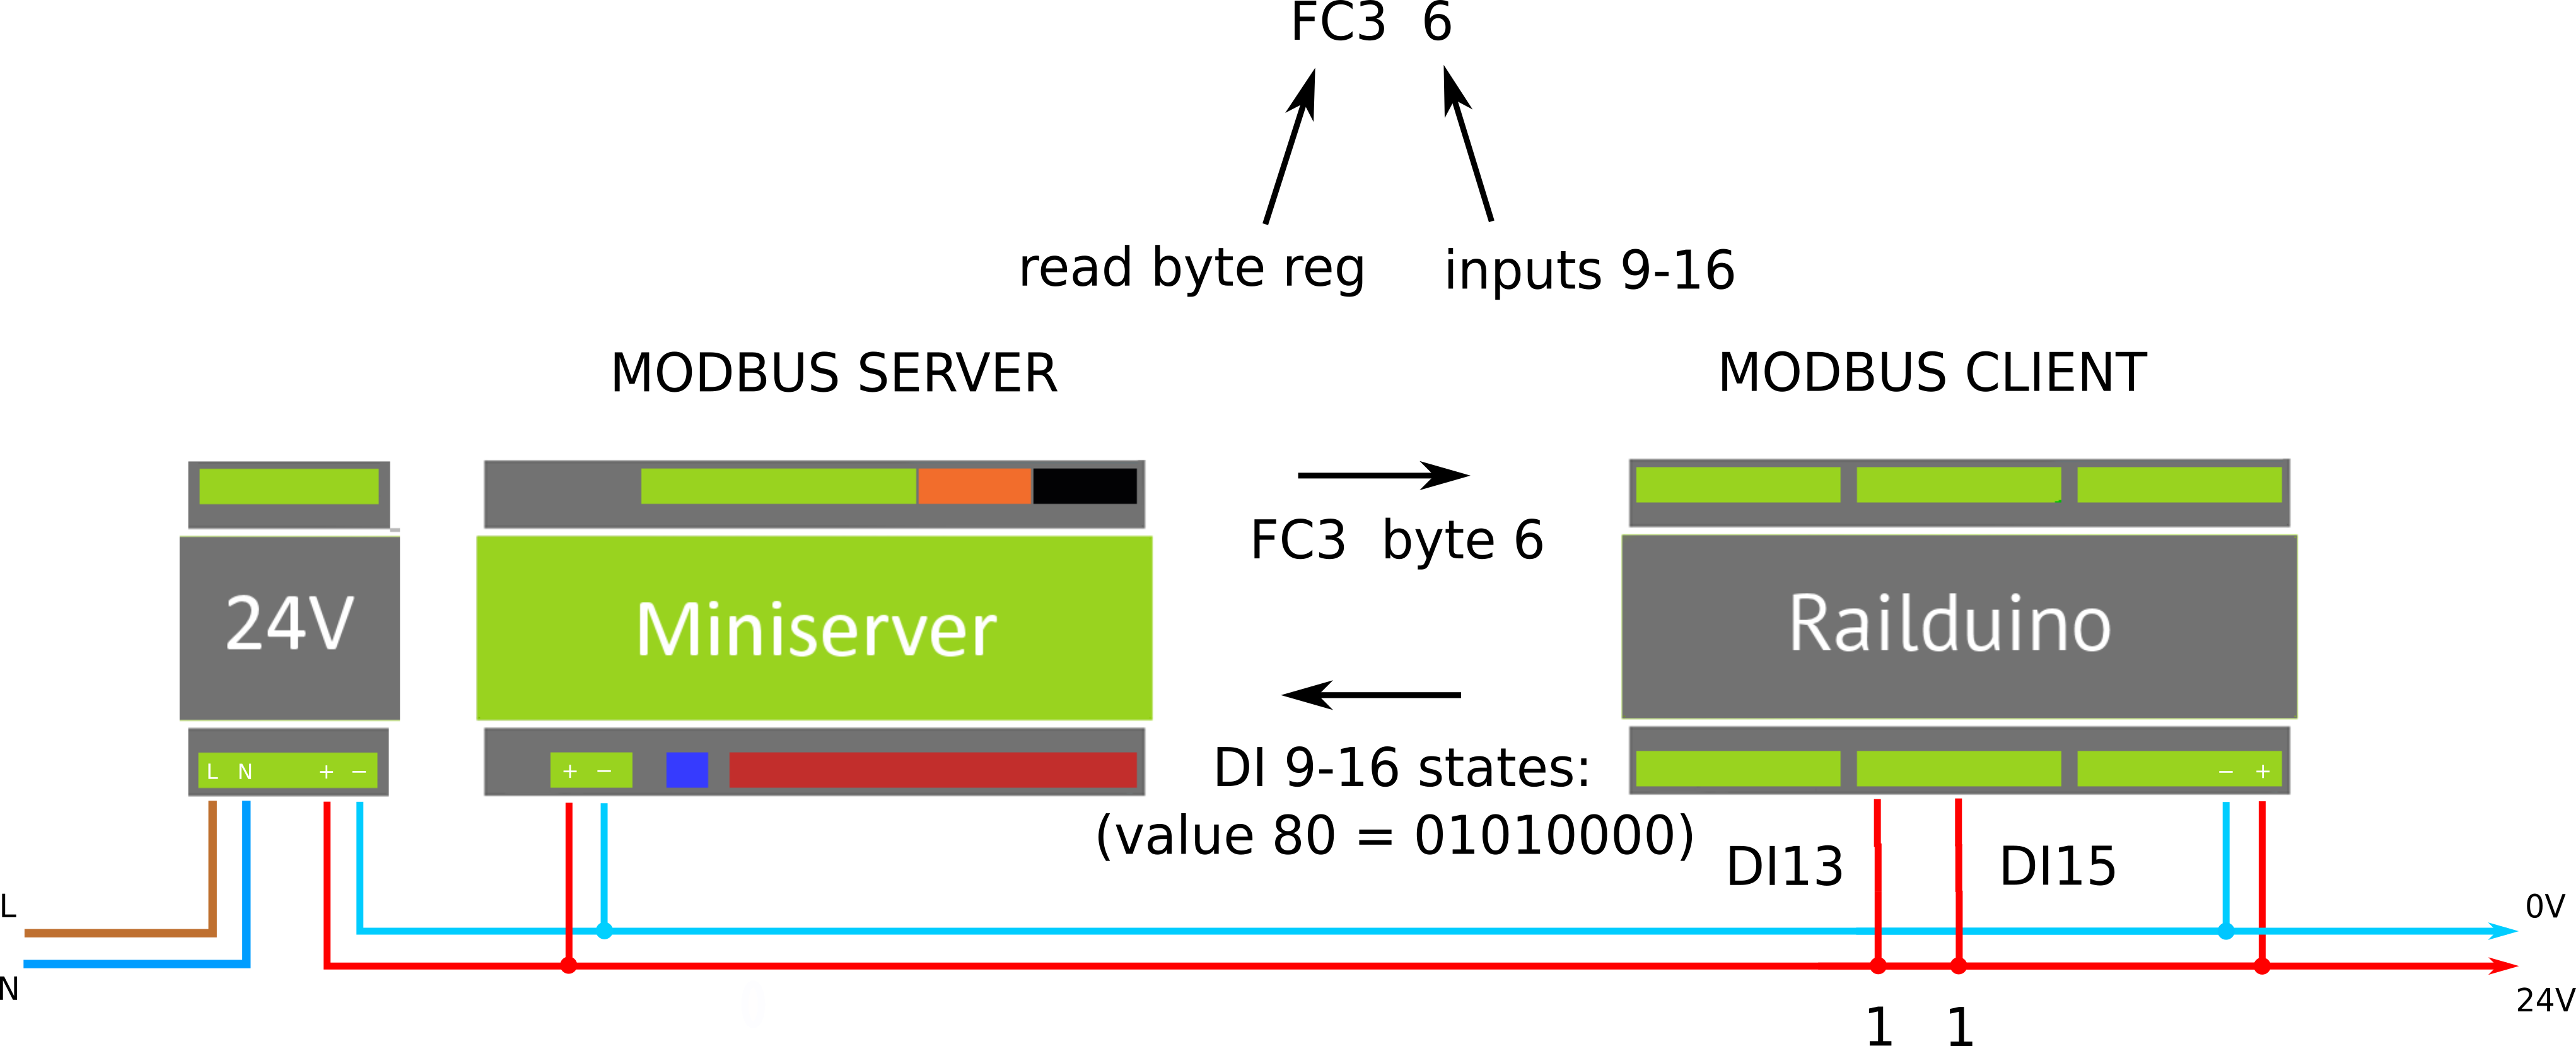 FC3 6
read byte reg
inputs 9-16
MODBUS SERVER
MODBUS CLIENT
FC3 byte 6
24V
Miniserver
Railduino
DI 9-16 states:
(value 80 = 01010000)
L N + −
+ −
− +
DI13
DI15
L
N
0V
24V
1 1